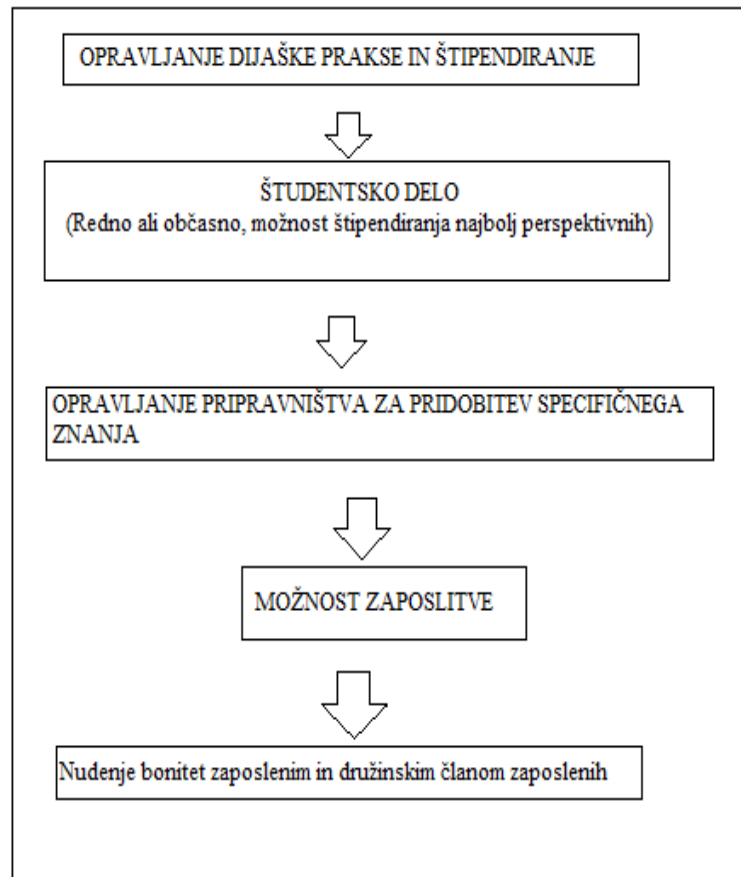 OPRAVLJANJE DIJAŠKE PRAKSE IN ŠTIPENDIRANJE
ŠTUDENTSKO DELO
(Redno ali občasno, možnost štipendiranja najbolj perspektivnih)
OPRAVLJANJE PRIPRAVNIŠTVA ZA PRIDOBITEV SPECIFIČNEGA
ZNANJA
MOŽNOST ZAPOSLITVE
Nudenje bonitet zaposlenim in družinskim članom zaposlenih